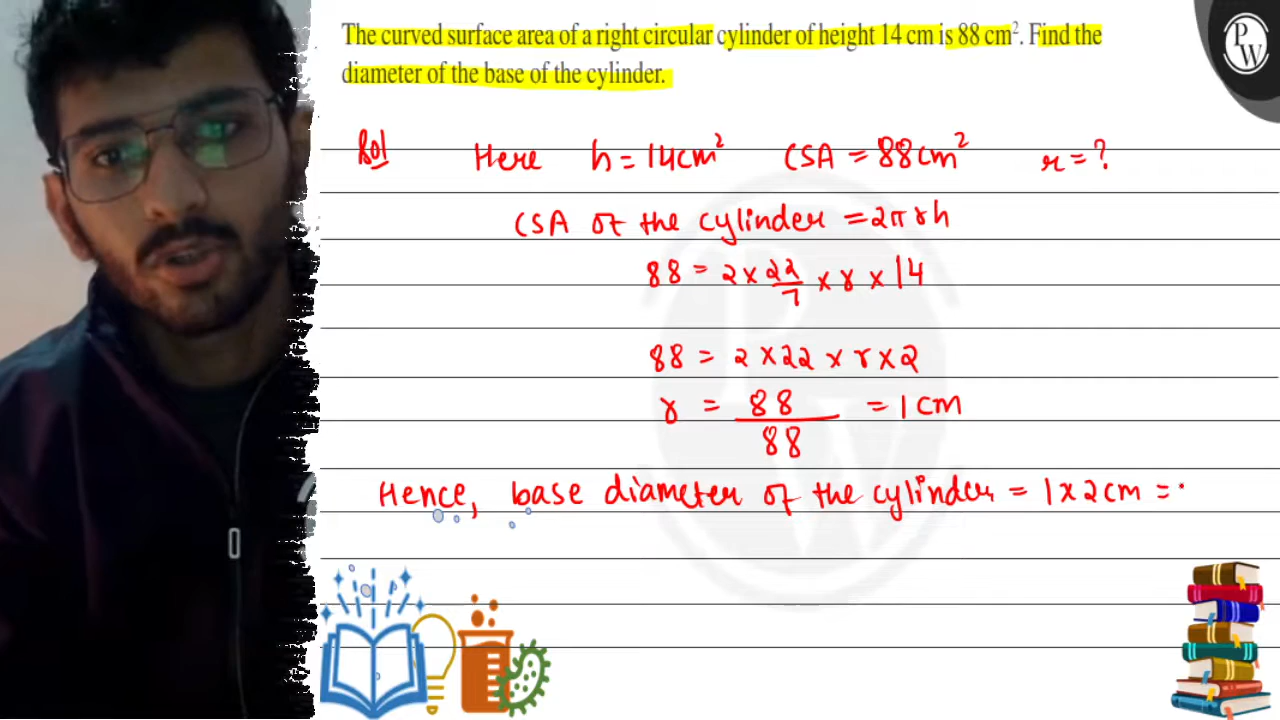 The curved surface area of a right circular cylinder of height 14 cm is 88 cm². Find the
diameter of the base of the cylinder.
PW
Sol Here h = 14cm² CSA = 88cm² r = ?
CSA of the cylinder = 2πrh
88 = 2 × 22/7 × r × 14
88 = 2 × 22 × r × 2
r = 88/88 = 1 cm
Hence, base diameter of the cylinder = 1 × 2 cm =